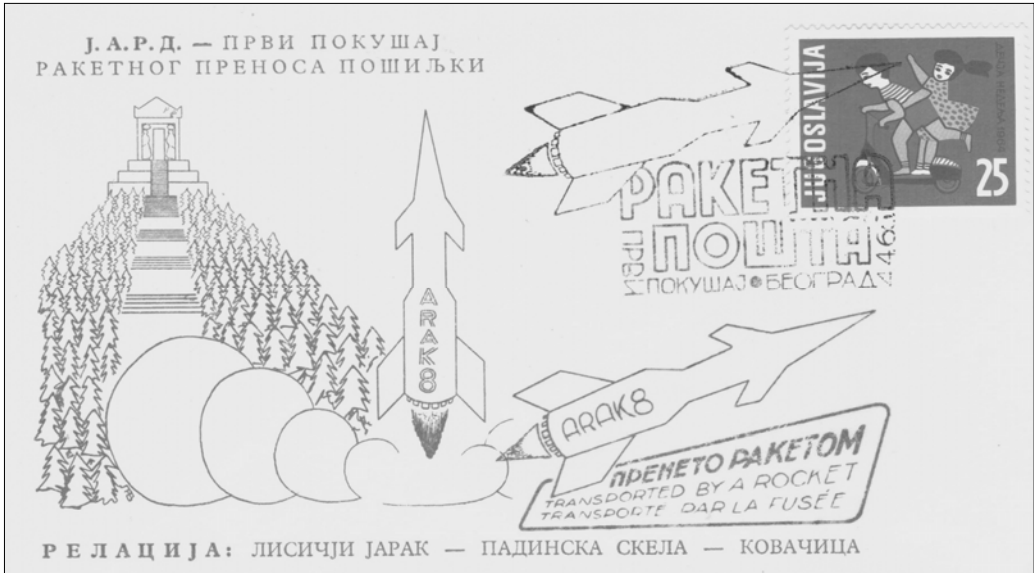 Ј. А. Р. Д. — ПРВИ ПОКУШАЈ
РАКЕТНОГ ПРЕНОСА ПОШИЉКИ
JUGOSLAVIJA
25
РАКЕТНА
ПОШТА
ПРВИ
ПОКУШАЈ БЕОГРАД
ARAK8
ARAK8
ПРЕНЕТО РАКЕТОМ
TRANSPORTED BY A ROCKET
TRANSPORTE PAR LA FUSÉE
РЕЛАЦИЈА: ЛИСИЧЈИ ЈАРАК — ПАДИНСКА СКЕЛА — КОВАЧИЦА